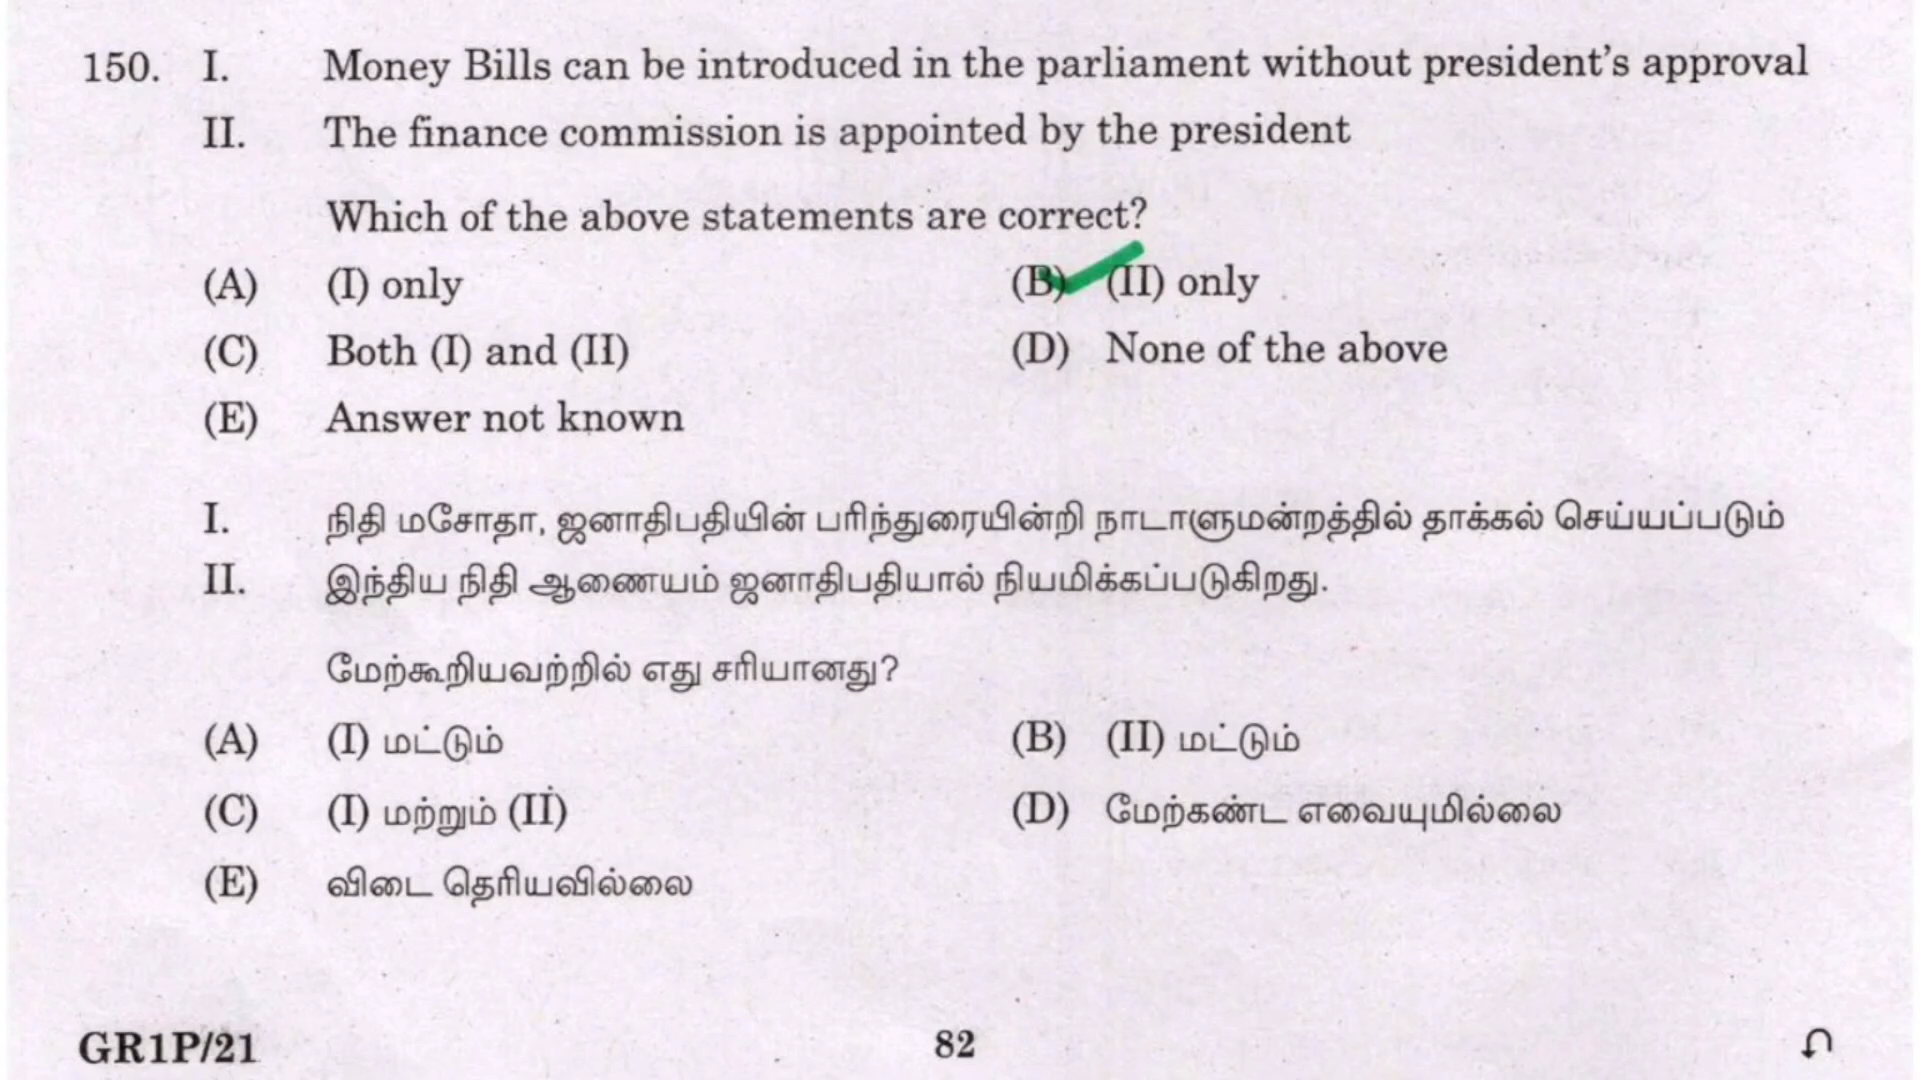 150. I. Money Bills can be introduced in the parliament without president's approval
II. The finance commission is appointed by the president
Which of the above statements are correct?
(A) (I) only (B) (II) only
(C) Both (I) and (II) (D) None of the above
(E) Answer not known
I. நிதி மசோதா, ஜனாதிபதியின் பரிந்துரையின்றி நாடாளுமன்றத்தில் தாக்கல் செய்யப்படும்
II. இந்திய நிதி ஆணையம் ஜனாதிபதியால் நியமிக்கப்படுகிறது.
மேற்கூறியவற்றில் எது சரியானது?
(A) (I) மட்டும் (B) (II) மட்டும்
(C) (I) மற்றும் (II) (D) மேற்கண்ட எவையுமில்லை
(E) விடை தெரியவில்லை
GR1P/21 82